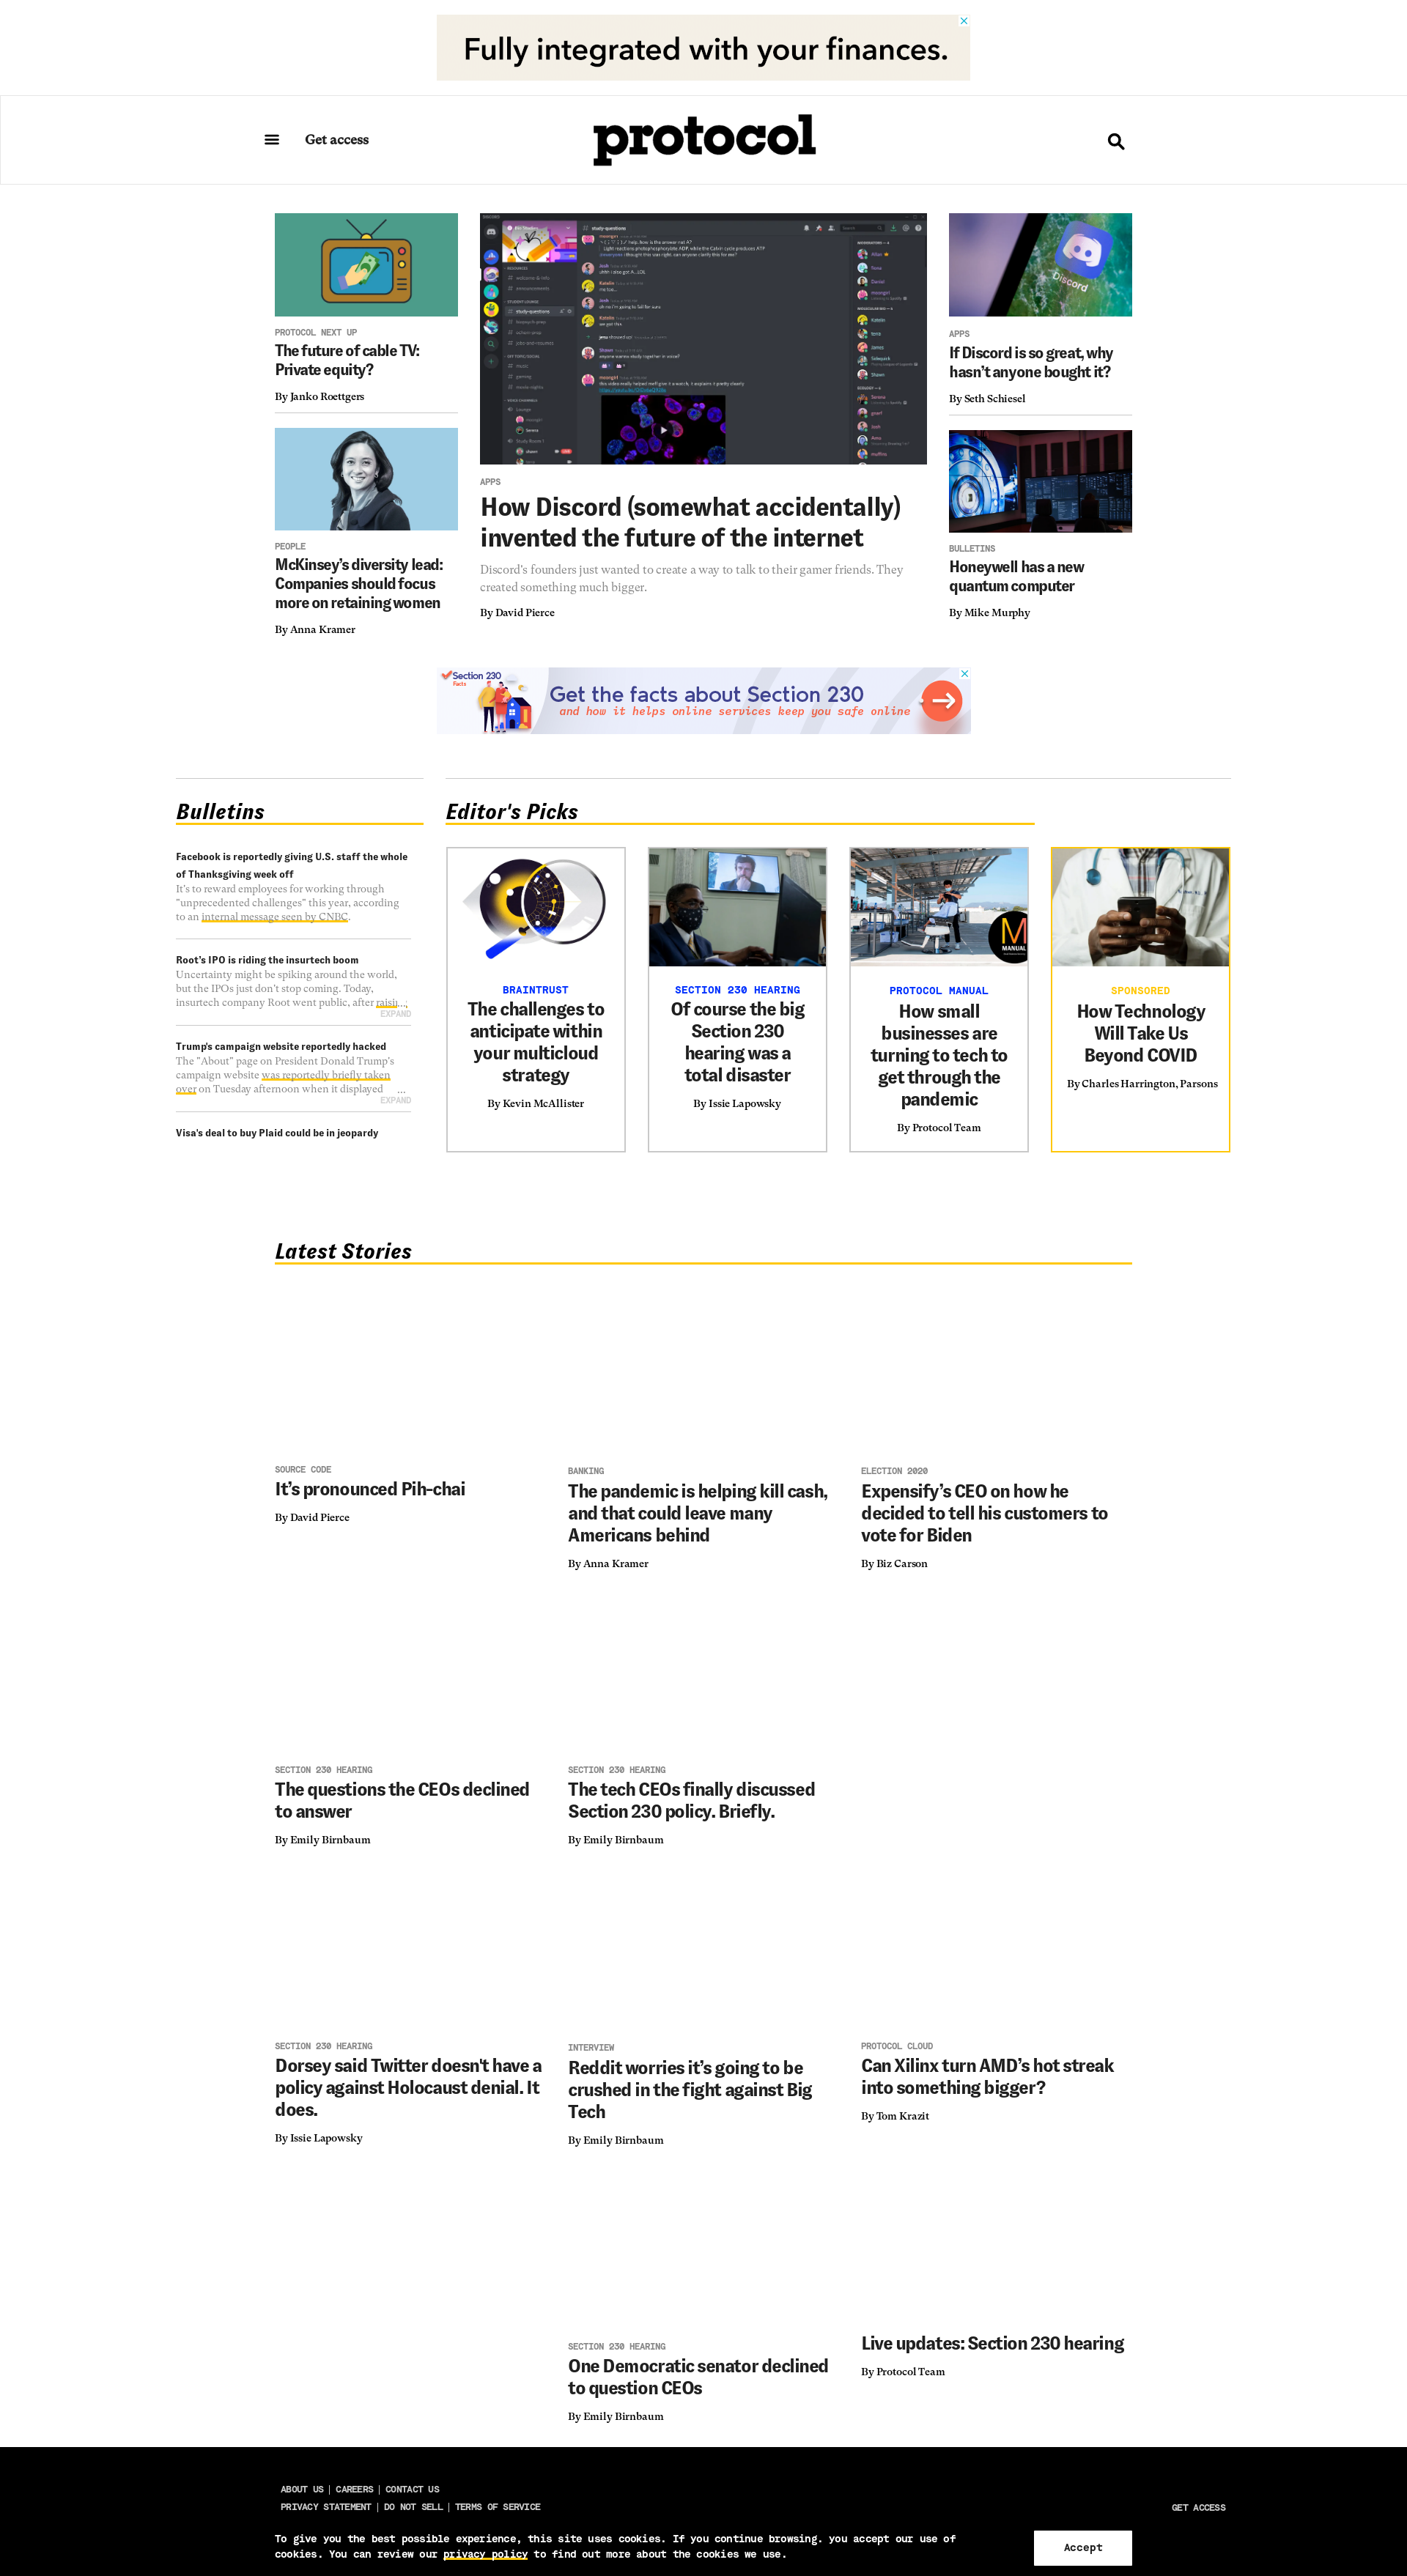 Fully integrated with your finances.
Get access
protocol
PROTOCOL NEXT UP
The future of cable TV:
Private equity?
By Janko Roettgers
PEOPLE
McKinsey’s diversity lead:
Companies should focus
more on retaining women
By Anna Kramer
study-questions
APPS
How Discord (somewhat accidentally)
invented the future of the internet
Discord's founders just wanted to create a way to talk to their gamer friends. They
created something much bigger.
By David Pierce
Discord
APPS
If Discord is so great, why
hasn’t anyone bought it?
By Seth Schiesel
BULLETINS
Honeywell has a new
quantum computer
By Mike Murphy
Section 230
Facts
Get the facts about Section 230
and how it helps online services keep you safe online
Bulletins
Facebook is reportedly giving U.S. staff the whole
of Thanksgiving week off
It's to reward employees for working through
"unprecedented challenges" this year, according
to an internal message seen by CNBC.
Root’s IPO is riding the insurtech boom
Uncertainty might be spiking around the world,
but the IPOs just don't stop coming. Today,
insurtech company Root went public, after raisin...
EXPAND
Trump's campaign website reportedly hacked
The "About" page on President Donald Trump's
campaign website was reportedly briefly taken
over on Tuesday afternoon when it displayed ...
EXPAND
Visa's deal to buy Plaid could be in jeopardy
Editor's Picks
BRAINTRUST
The challenges to
anticipate within
your multicloud
strategy
By Kevin McAllister
SECTION 230 HEARING
Of course the big
Section 230
hearing was a
total disaster
By Issie Lapowsky
M
MANUAL
PROTOCOL MANUAL
How small
businesses are
turning to tech to
get through the
pandemic
By Protocol Team
SPONSORED
How Technology
Will Take Us
Beyond COVID
By Charles Harrington, Parsons
Latest Stories
SOURCE CODE
It’s pronounced Pih-chai
By David Pierce
BANKING
The pandemic is helping kill cash,
and that could leave many
Americans behind
By Anna Kramer
ELECTION 2020
Expensify’s CEO on how he
decided to tell his customers to
vote for Biden
By Biz Carson
SECTION 230 HEARING
The questions the CEOs declined
to answer
By Emily Birnbaum
SECTION 230 HEARING
The tech CEOs finally discussed
Section 230 policy. Briefly.
By Emily Birnbaum
SECTION 230 HEARING
Dorsey said Twitter doesn't have a
policy against Holocaust denial. It
does.
By Issie Lapowsky
INTERVIEW
Reddit worries it’s going to be
crushed in the fight against Big
Tech
By Emily Birnbaum
PROTOCOL CLOUD
Can Xilinx turn AMD’s hot streak
into something bigger?
By Tom Krazit
SECTION 230 HEARING
One Democratic senator declined
to question CEOs
By Emily Birnbaum
Live updates: Section 230 hearing
By Protocol Team
ABOUT US | CAREERS | CONTACT US
PRIVACY STATEMENT | DO NOT SELL | TERMS OF SERVICE
GET ACCESS
To give you the best possible experience, this site uses cookies. If you continue browsing. you accept our use of
cookies. You can review our privacy policy to find out more about the cookies we use.
Accept